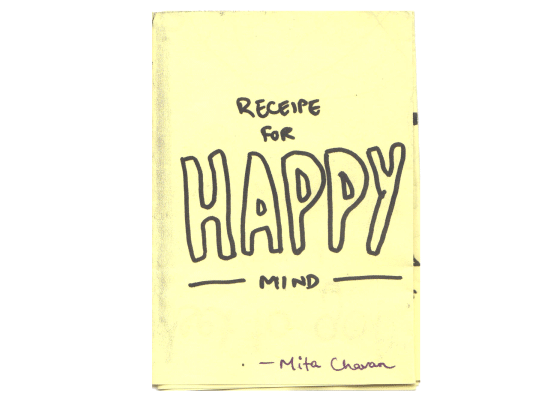 RECEIPE
FOR
HAPPY
— MIND —
- Mita Chavan